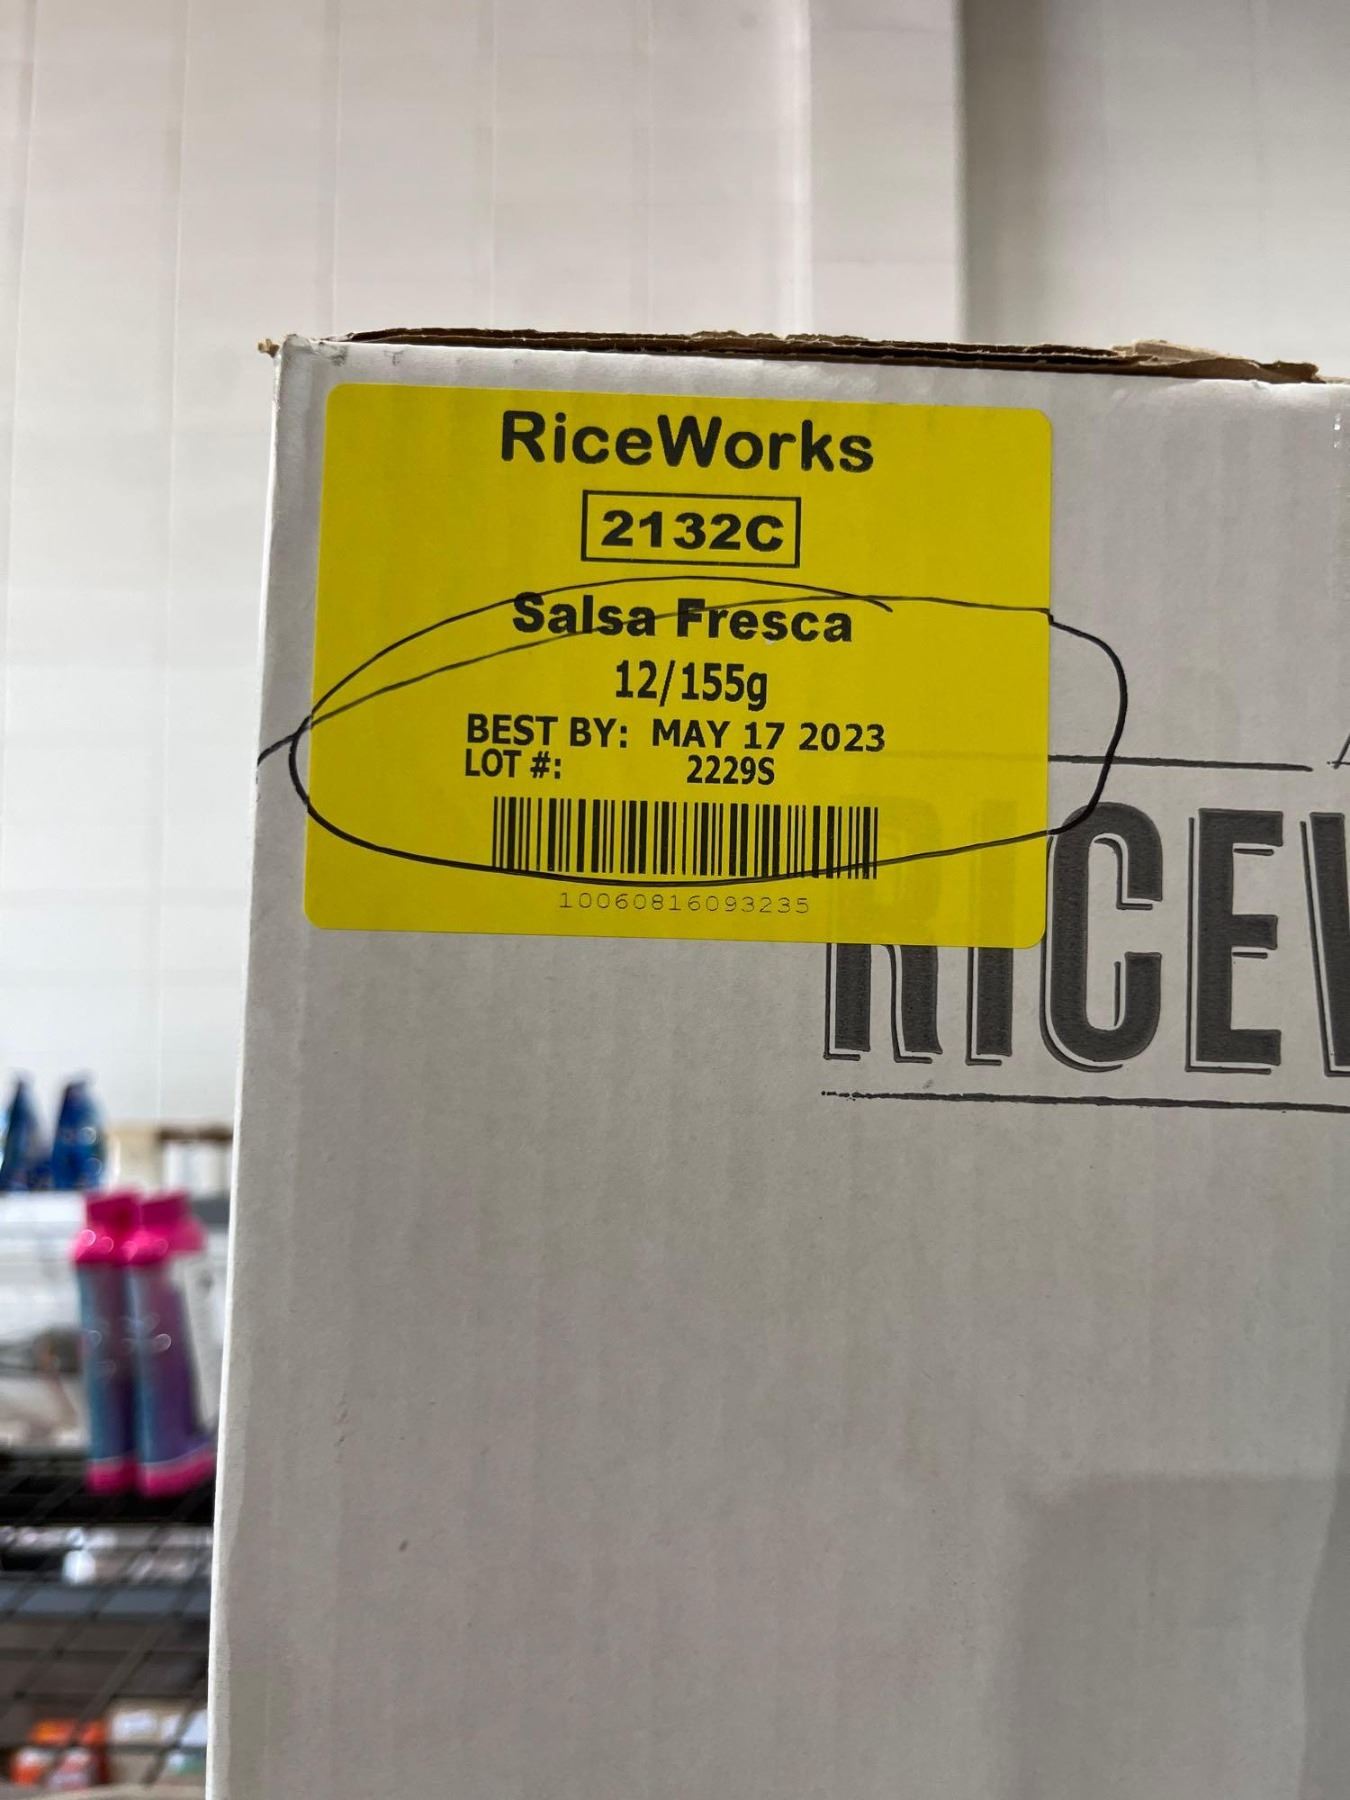 RiceWorks
2132C
Salsa Fresca
12/155g
BEST BY: MAY 17 2023
LOT #: 2229S
10060816093235
RICE